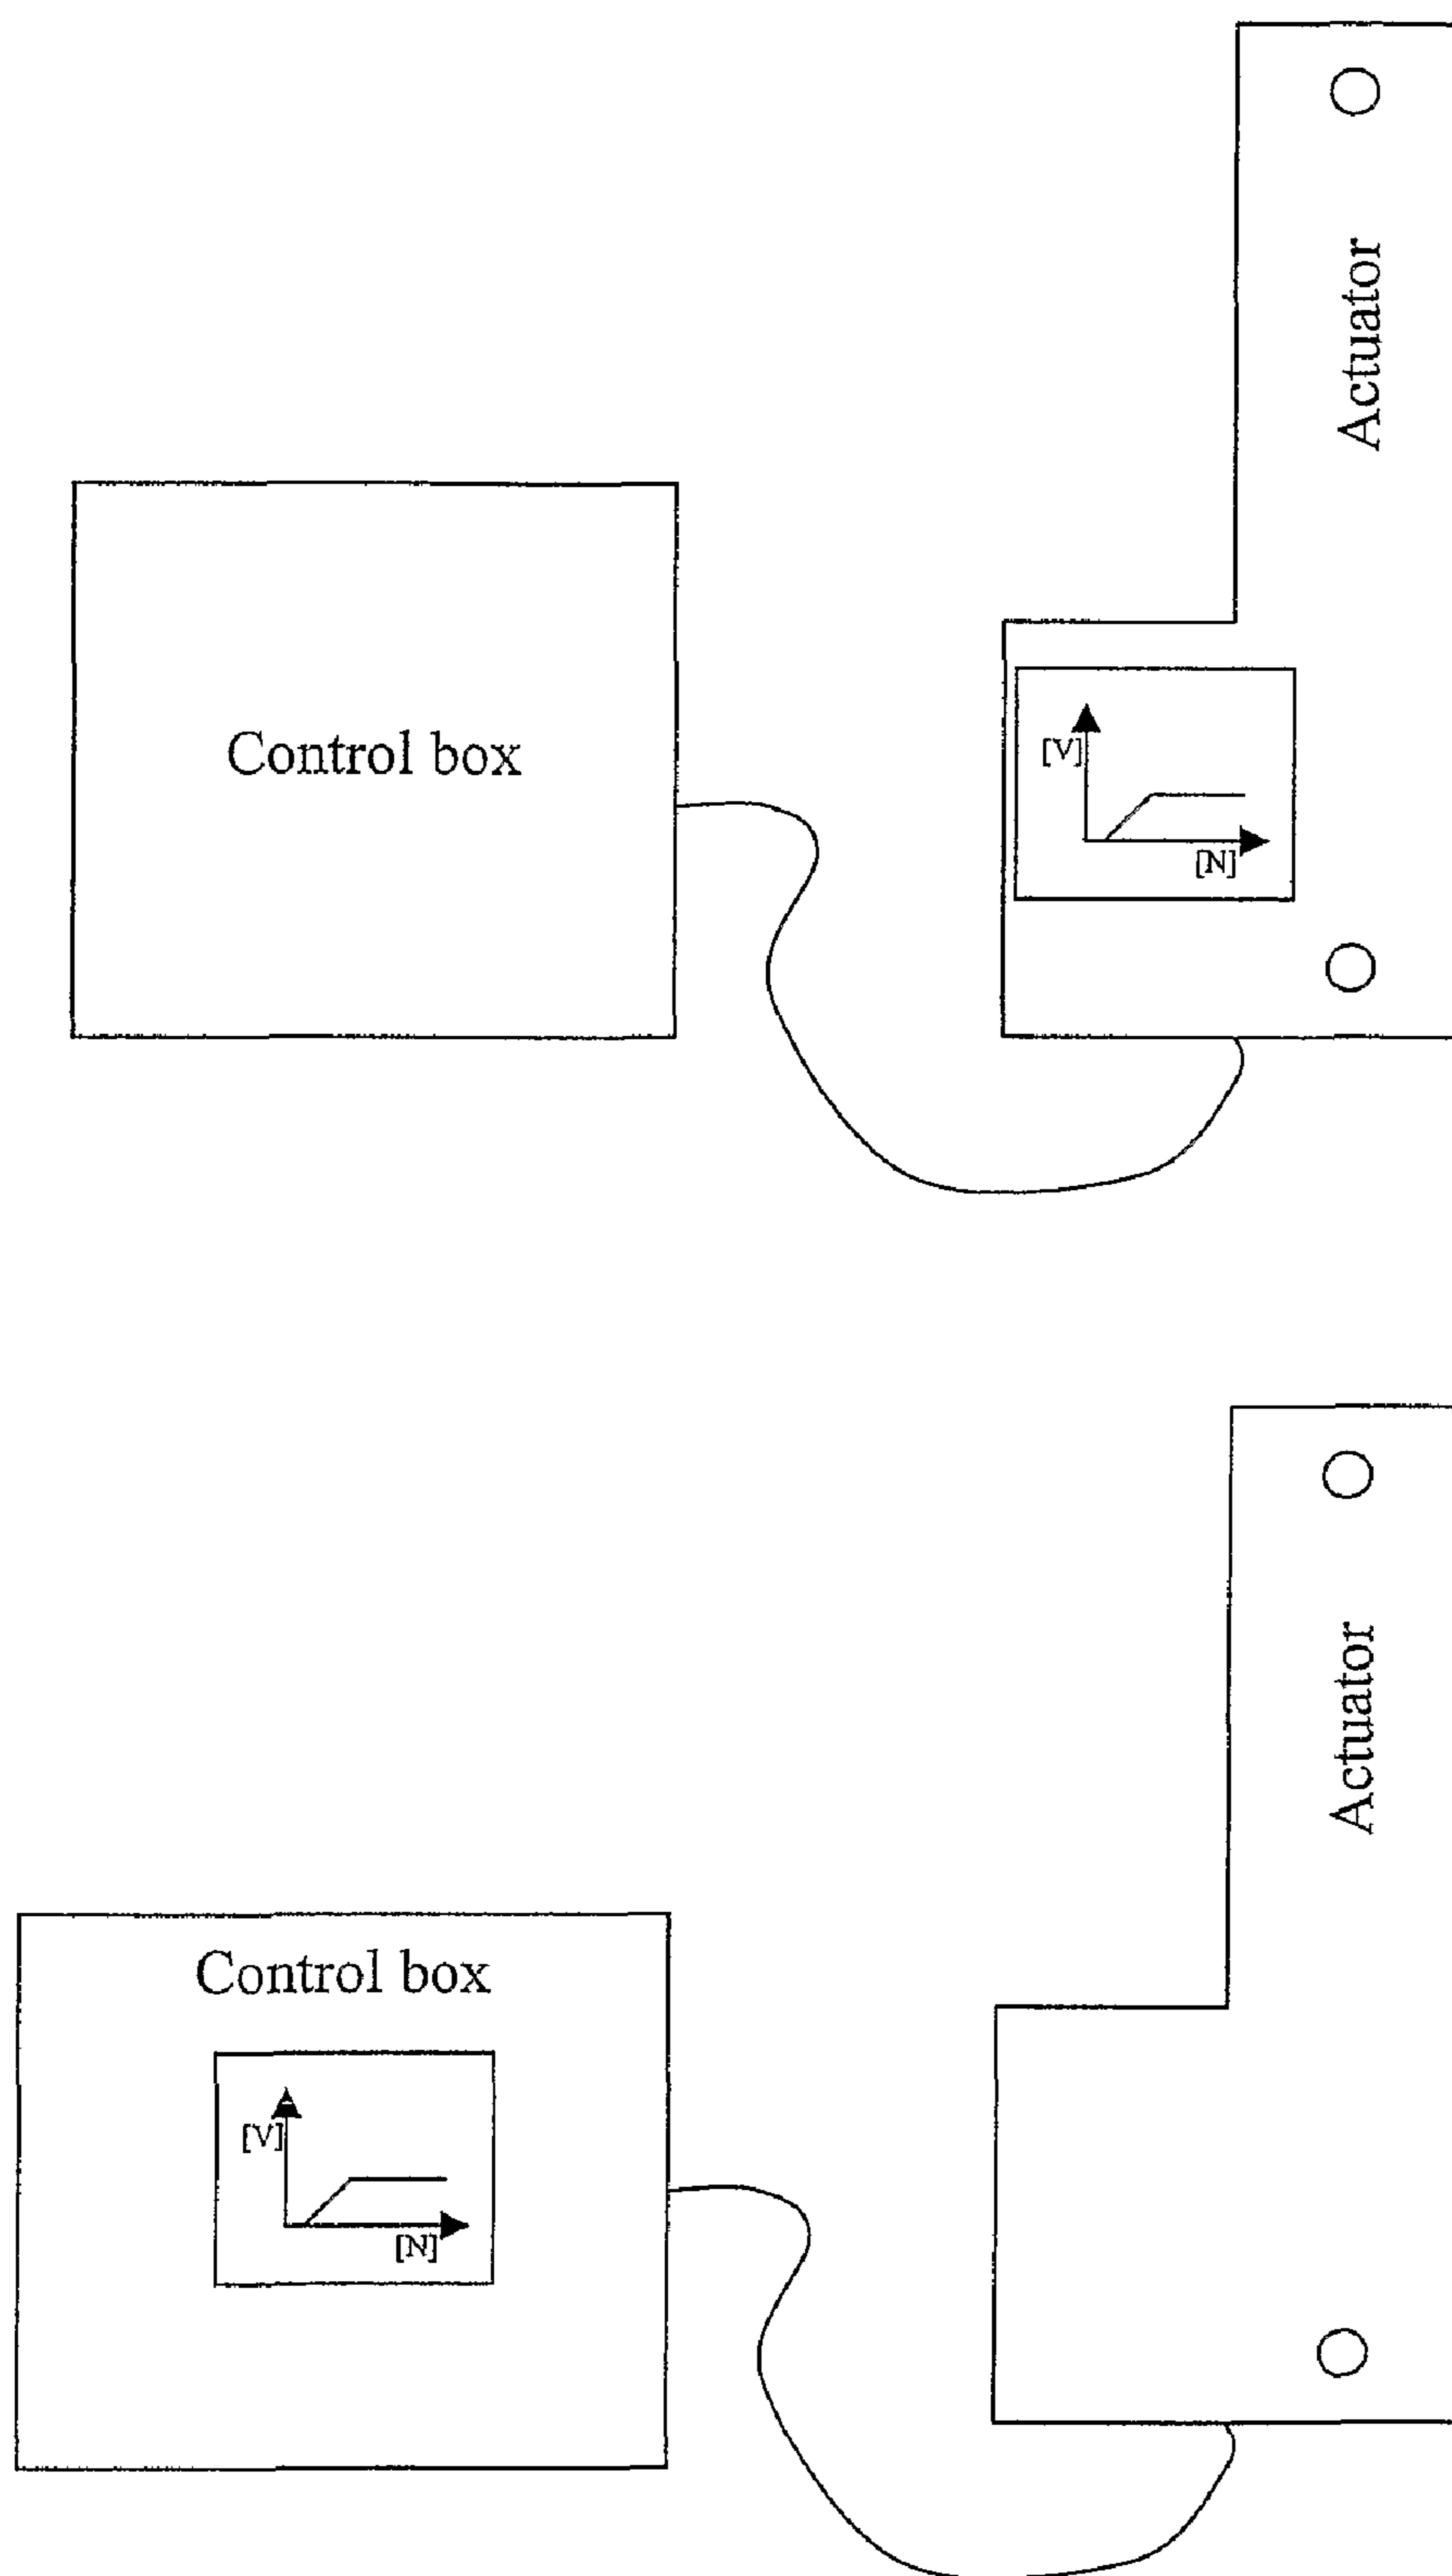 Actuator
Control box
[V]
[N]
Actuator
Control box
[V]
[N]